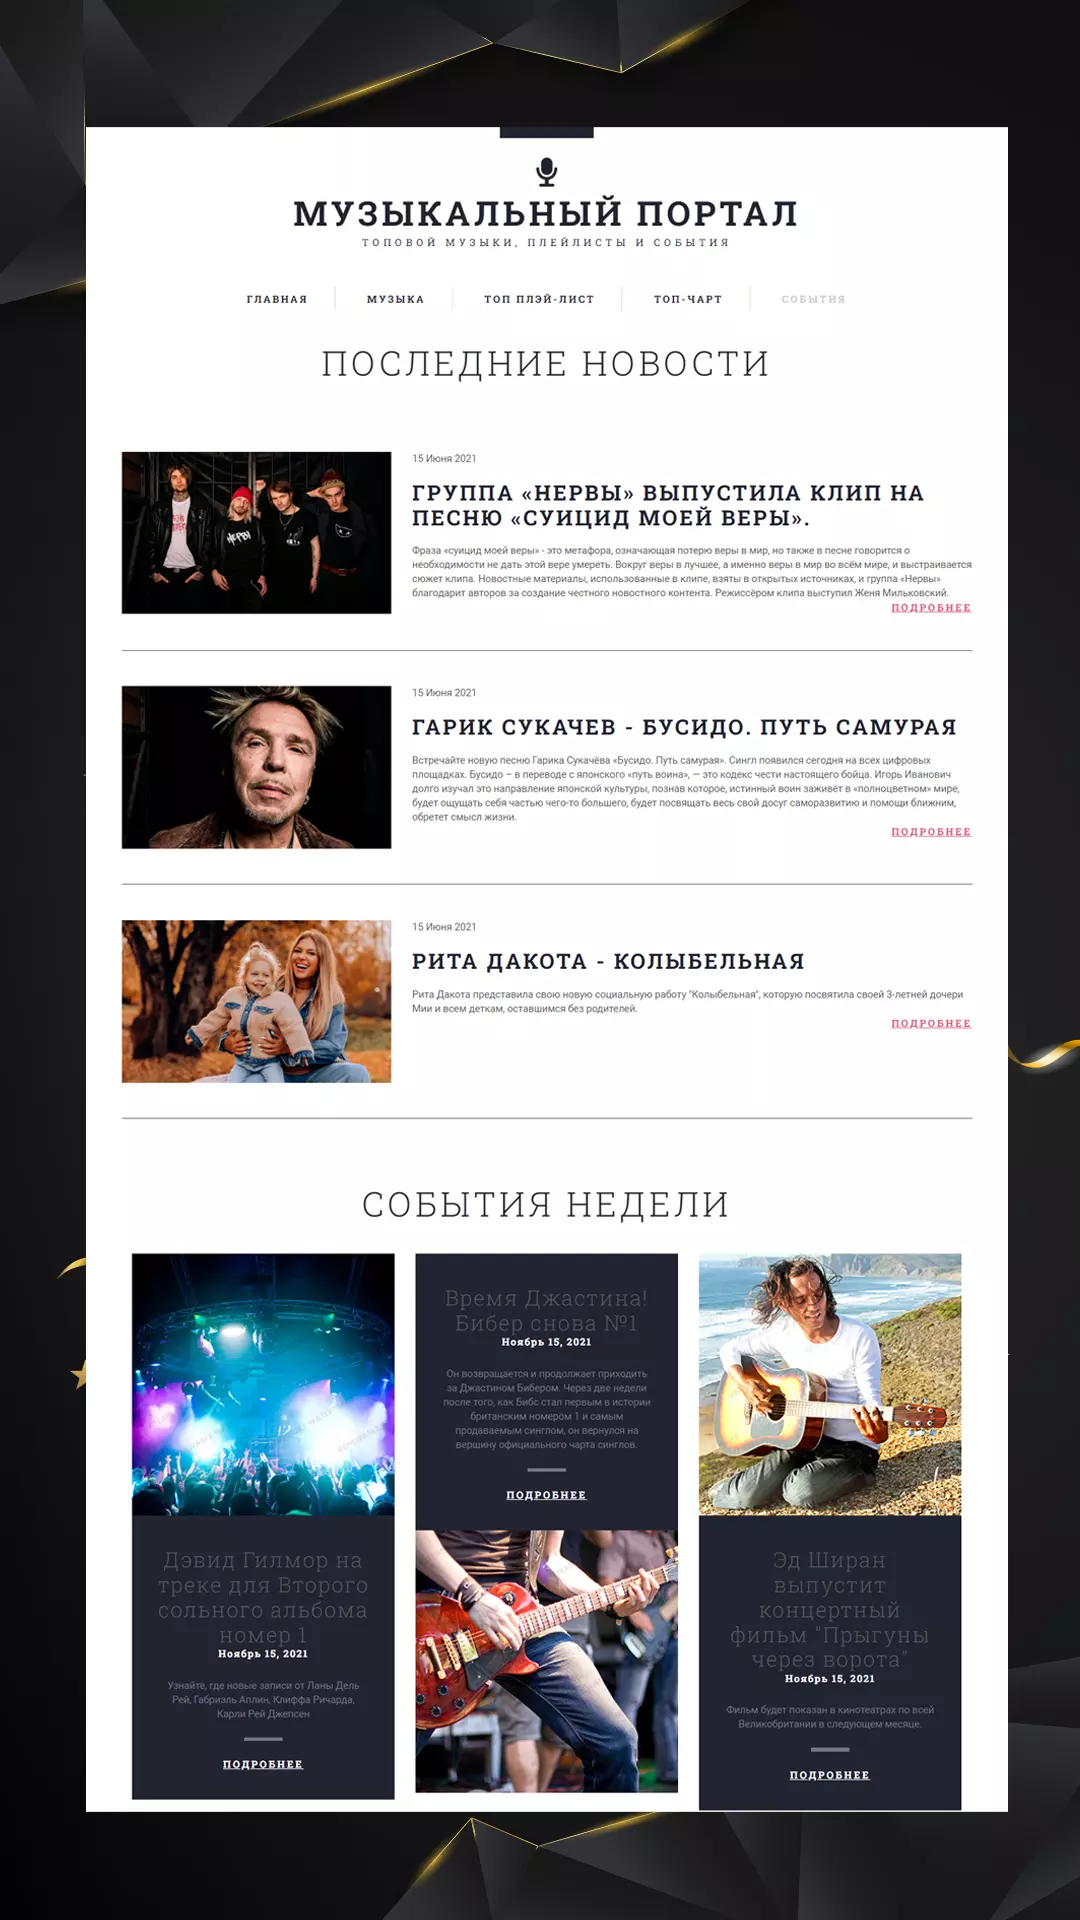 МУЗЫКАЛЬНЫЙ ПОРТАЛ
ТОПОВОЙ МУЗЫКИ, ПЛЕЙЛИСТЫ И СОБЫТИЯ
ГЛАВНАЯ
МУЗЫКА
ТОП ПЛЭЙ-ЛИСТ
ТОП-ЧАРТ
СОБЫТИЯ
ПОСЛЕДНИЕ НОВОСТИ
15 Июня 2021
ГРУППА «НЕРВЫ» ВЫПУСТИЛА КЛИП НА
ПЕСНЮ «СУИЦИД МОЕЙ ВЕРЫ».
Фраза «суицид моей веры» - это метафора, означающая потерю веры в мир, но также в песне говорится о
необходимости не дать этой вере умереть. Вокруг веры в лучшее, а именно веры в мир во всём мире, и выстраивается
сюжет клипа. Новостные материалы, использованные в клипе, взяты в открытых источниках, и группа «Нервы»
благодарит авторов за создание честного новостного контента. Режиссёром клипа выступил Женя Мильковский.
ПОДРОБНЕЕ
15 Июня 2021
ГАРИК СУКАЧЕВ - БУСИДО. ПУТЬ САМУРАЯ
Встречайте новую песню Гарика Сукачёва «Бусидо. Путь самурая». Сингл появился сегодня на всех цифровых
площадках. Бусидо – в переводе с японского «путь воина», — это кодекс чести настоящего бойца. Игорь Иванович
долго изучал это направление японской культуры, познав которое, истинный воин заживёт в «полноцветном» мире,
будет ощущать себя частью чего-то большего, будет посвящать весь свой досуг саморазвитию и помощи ближним,
обретет смысл жизни.
ПОДРОБНЕЕ
15 Июня 2021
РИТА ДАКОТА - КОЛЫБЕЛЬНАЯ
Рита Дакота представила свою новую социальную работу "Колыбельная", которую посвятила своей 3-летней дочери
Мии и всем деткам, оставшимся без родителей.
ПОДРОБНЕЕ
СОБЫТИЯ НЕДЕЛИ
Дэвид Гилмор на
треке для Второго
сольного альбома
номер 1
Ноябрь 15, 2021
Узнайте, где новые записи от Ланы Дель
Рей, Габриэль Аплин, Клиффа Ричарда,
Карли Рей Джепсен
ПОДРОБНЕЕ
Время Джастина!
Бибер снова №1
Ноябрь 15, 2021
Он возвращается и продолжает приходить
за Джастином Бибером. Через две недели
после того, как Бибс стал первым в истории
британским номером 1 и самым
продаваемым синглом, он вернулся на
вершину официального чарта синглов.
ПОДРОБНЕЕ
Эд Ширан
выпустит
концертный
фильм "Прыгуны
через ворота"
Ноябрь 15, 2021
Фильм будет показан в кинотеатрах по всей
Великобритании в следующем месяце.
ПОДРОБНЕЕ